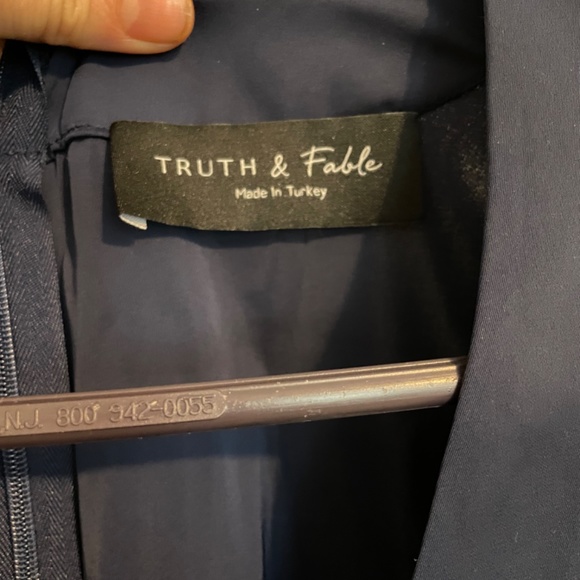 TRUTH & Fable
Made In Turkey
N.J. 800 942-0055